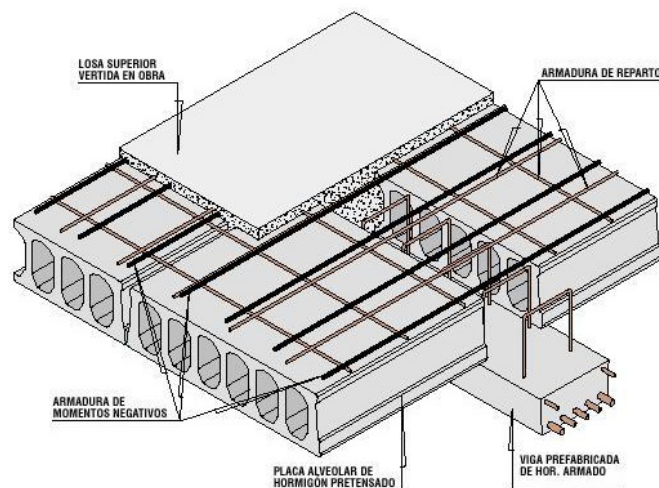 LOSA SUPERIOR
VERTIDA EN OBRA
ARMADURA DE REPARTO
ARMADURA DE
MOMENTOS NEGATIVOS
PLACA ALVEOLAR DE
HORMIGÓN PRETENSADO
VIGA PREFABRICADA
DE HOR. ARMADO